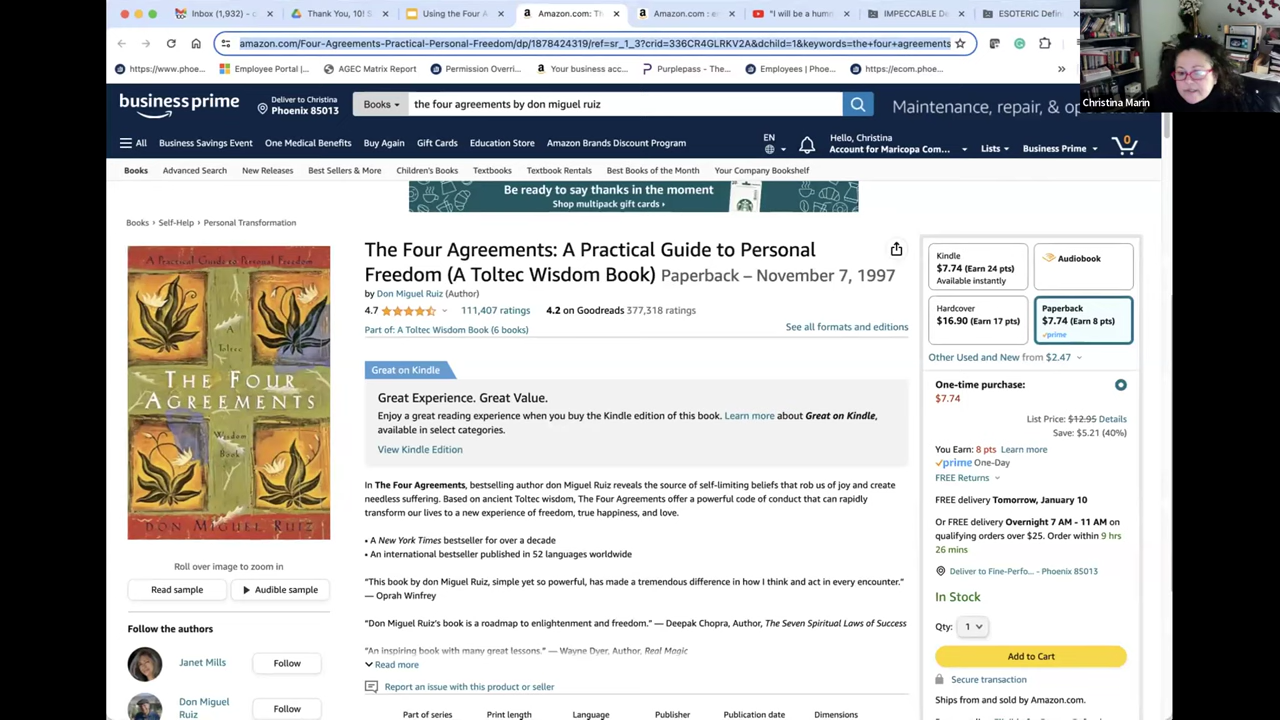 Inbox (1,932) - c
Thank You, 10! S
Using the Four A
Amazon.com: Th
Amazon.com : e
"I will be a humm
IMPECCABLE De
ESOTERIC Defin
amazon.com/Four-Agreements-Practical-Personal-Freedom/dp/1878424319/ref=sr_1_3?crid=336CR4GLRKV2A&dchild=1&keywords=the+four+agreements
https://www.phoe...
Employee Portal |...
AGEC Matrix Report
Permission Overri...
Your business acc...
Purplepass - The...
Employees | Phoe...
https://ecom.phoe...
Christina Marin
business prime
Deliver to Christina
Phoenix 85013
Books
the four agreements by don miguel ruiz
Maintenance, repair, & op
All
Business Savings Event
One Medical Benefits
Buy Again
Gift Cards
Education Store
Amazon Brands Discount Program
EN
Hello, Christina
Account for Maricopa Com...
Lists
Business Prime
0
Books
Advanced Search
New Releases
Best Sellers & More
Children's Books
Textbooks
Textbook Rentals
Best Books of the Month
Your Company Bookshelf
Be ready to say thanks in the moment
Shop multipack gift cards ›
Books › Self-Help › Personal Transformation
A Practical Guide to Personal Freedom
A
Toltec
THE FOUR
AGREEMENTS
Wisdom
Book
DON MIGUEL RUIZ
Roll over image to zoom in
Read sample
Audible sample
Follow the authors
Janet Mills
Follow
Don Miguel
Ruiz
Follow
The Four Agreements: A Practical Guide to Personal
Freedom (A Toltec Wisdom Book) Paperback – November 7, 1997
by Don Miguel Ruiz (Author)
4.7 111,407 ratings 4.2 on Goodreads 377,318 ratings
Part of: A Toltec Wisdom Book (6 books)
See all formats and editions
Great on Kindle
Great Experience. Great Value.
Enjoy a great reading experience when you buy the Kindle edition of this book. Learn more about Great on Kindle,
available in select categories.
View Kindle Edition
In The Four Agreements, bestselling author don Miguel Ruiz reveals the source of self-limiting beliefs that rob us of joy and create
needless suffering. Based on ancient Toltec wisdom, The Four Agreements offer a powerful code of conduct that can rapidly
transform our lives to a new experience of freedom, true happiness, and love.
• A New York Times bestseller for over a decade
• An international bestseller published in 52 languages worldwide
"This book by don Miguel Ruiz, simple yet so powerful, has made a tremendous difference in how I think and act in every encounter."
— Oprah Winfrey
"Don Miguel Ruiz's book is a roadmap to enlightenment and freedom." — Deepak Chopra, Author, The Seven Spiritual Laws of Success
"An inspiring book with many great lessons." — Wayne Dyer, Author, Real Magic
Read more
Report an issue with this product or seller
Part of series
Print length
Language
Publisher
Publication date
Dimensions
Kindle
$7.74 (Earn 24 pts)
Available instantly
Audiobook
Hardcover
$16.90 (Earn 17 pts)
Paperback
$7.74 (Earn 8 pts)
prime
Other Used and New from $2.47
One-time purchase:
$7.74
List Price: $12.95 Details
Save: $5.21 (40%)
You Earn: 8 pts Learn more
prime One-Day
FREE Returns
FREE delivery Tomorrow, January 10
Or FREE delivery Overnight 7 AM - 11 AM on
qualifying orders over $25. Order within 9 hrs
26 mins
Deliver to Fine-Perfo... - Phoenix 85013
In Stock
Qty: 1
Add to Cart
Secure transaction
Ships from and sold by Amazon.com.